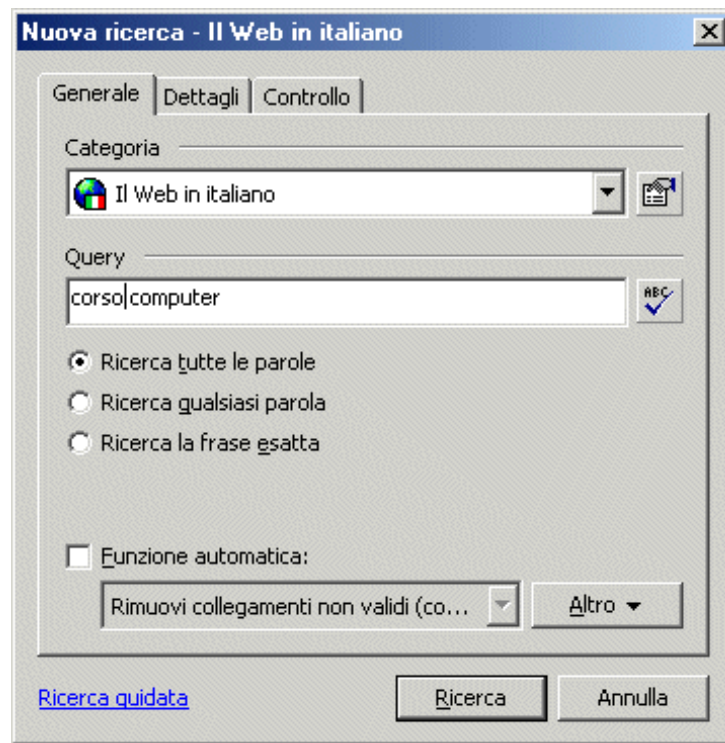 Nuova ricerca - Il Web in italiano
Generale Dettagli Controllo
Categoria
Il Web in italiano
Query
corso computer
ABC
Ricerca tutte le parole
Ricerca qualsiasi parola
Ricerca la frase esatta
Funzione automatica:
Rimuovi collegamenti non validi (co...
Altro
Ricerca guidata Ricerca Annulla